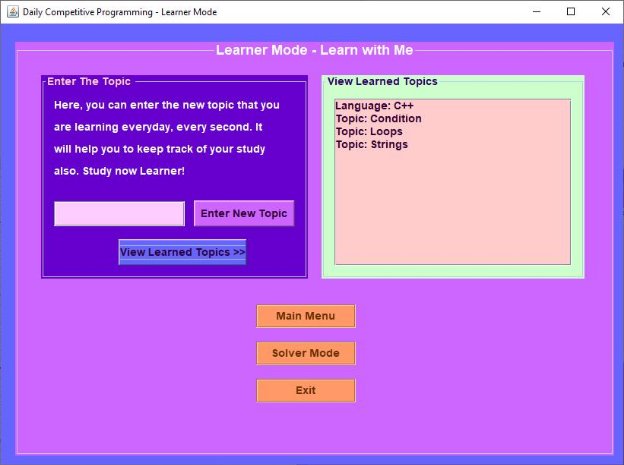 Daily Competitive Programming - Learner Mode
Learner Mode - Learn with Me
Enter The Topic
Here, you can enter the new topic that you
are learning everyday, every second. It
will help you to keep track of your study
also. Study now Learner!
Enter New Topic
View Learned Topics >>
View Learned Topics
Language: C++
Topic: Condition
Topic: Loops
Topic: Strings
Main Menu
Solver Mode
Exit